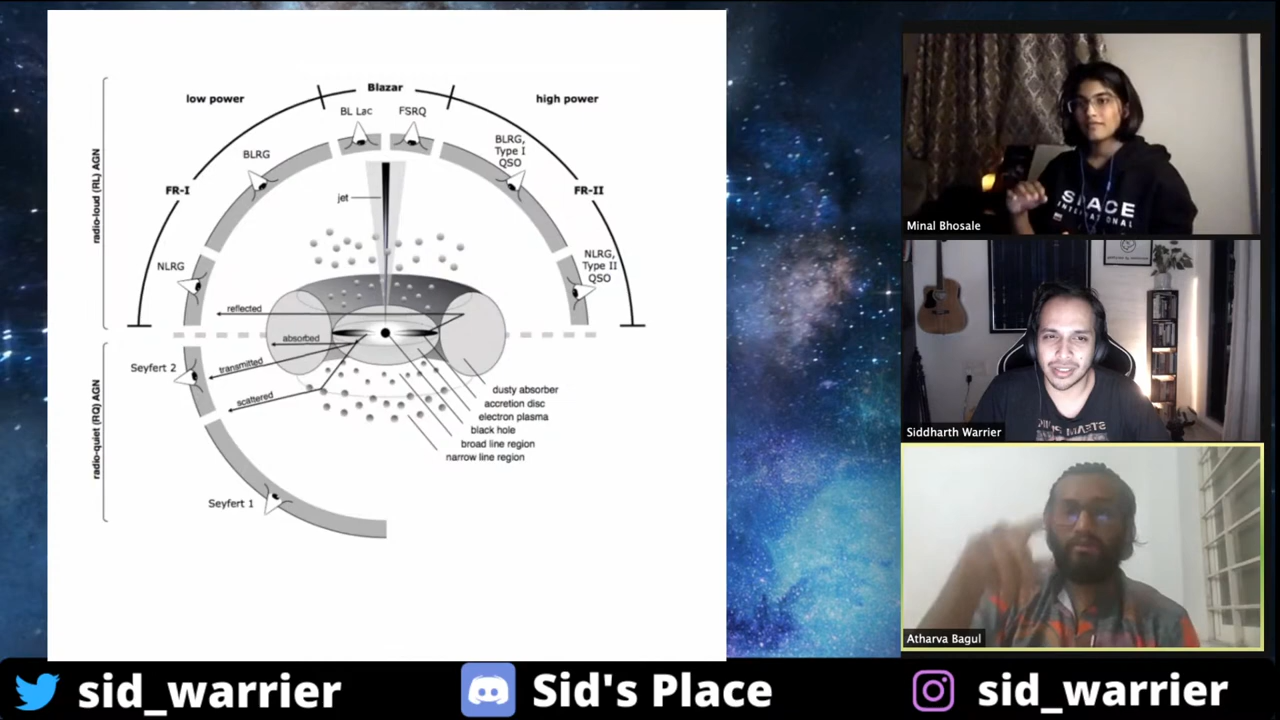 Blazar
low power
high power
BL Lac
FSRQ
BLRG
BLRG,
Type I
QSO
FR-I
FR-II
jet
radio-loud (RL) AGN
NLRG
NLRG,
Type II
QSO
reflected
absorbed
transmitted
scattered
Seyfert 2
radio-quiet (RQ) AGN
dusty absorber
accretion disc
electron plasma
black hole
broad line region
narrow line region
Seyfert 1
SPACE
INTERNATIONAL
Minal Bhosale
Siddharth Warrier
Atharva Bagul
sid_warrier
Sid's Place
sid_warrier